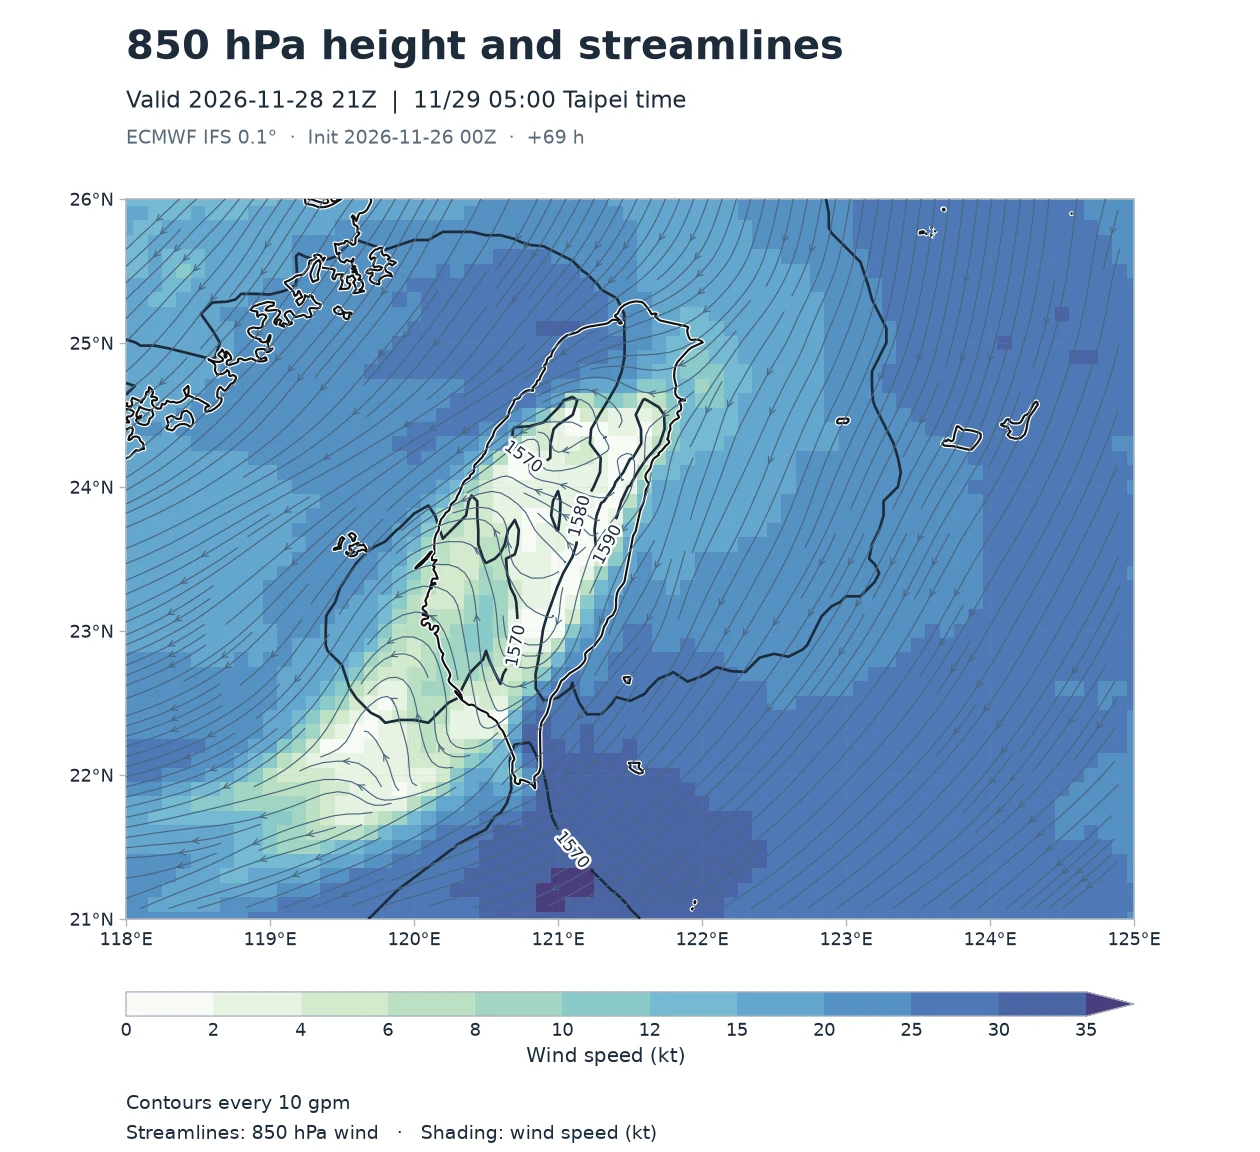 850 hPa height and streamlines
Valid 2026-11-28 21Z | 11/29 05:00 Taipei time
ECMWF IFS 0.1° · Init 2026-11-26 00Z · +69 h
26°N
25°N
24°N
23°N
22°N
21°N
1570
1580
1590
1570
1570
118°E 119°E 120°E 121°E 122°E 123°E 124°E 125°E
0 2 4 6 8 10 12 15 20 25 30 35
Wind speed (kt)
Contours every 10 gpm
Streamlines: 850 hPa wind · Shading: wind speed (kt)